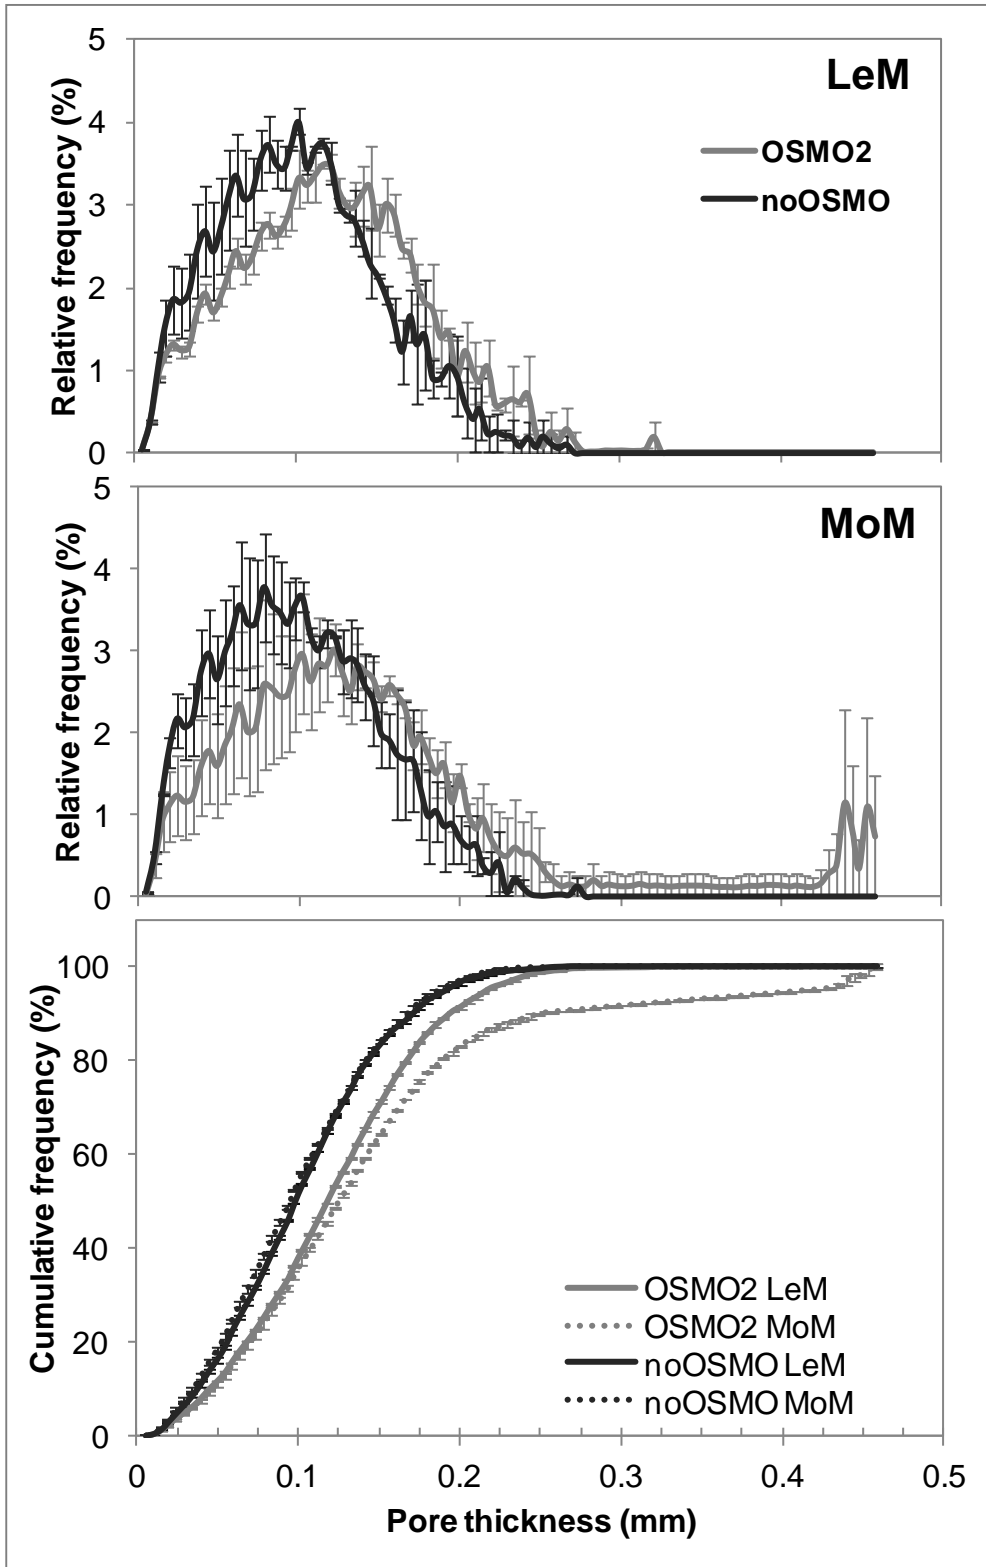 LeM
OSMO2
noOSMO
Relative frequency (%)
5
4
3
2
1
0
MoM
Relative frequency (%)
5
4
3
2
1
0
Cumulative frequency (%)
100
80
60
40
20
0
OSMO2 LeM
OSMO2 MoM
noOSMO LeM
noOSMO MoM
0 0.1 0.2 0.3 0.4 0.5
Pore thickness (mm)